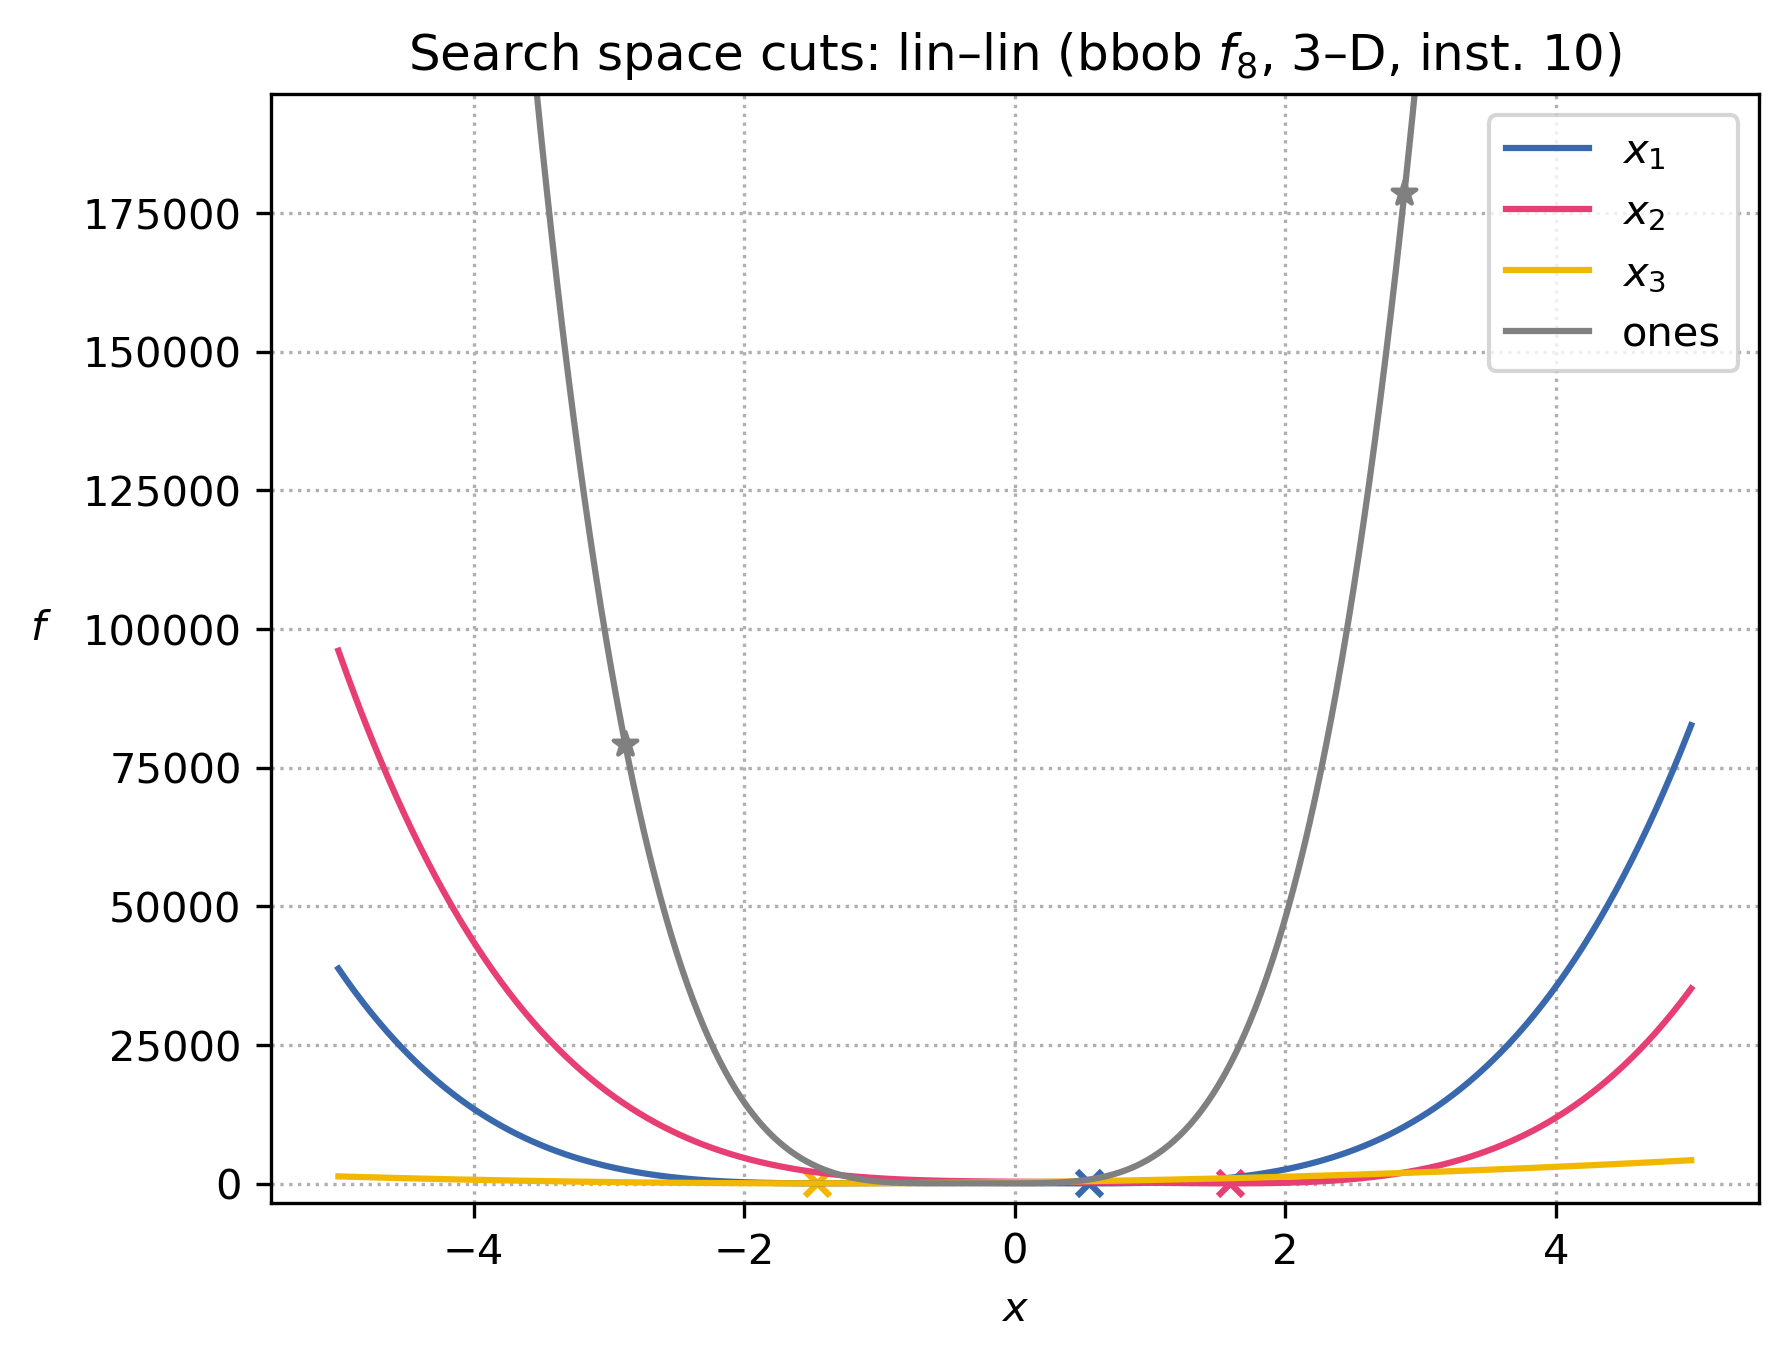 Search space cuts: lin–lin (bbob f₈, 3–D, inst. 10)
x₁
x₂
x₃
ones
175000
150000
125000
100000
75000
50000
25000
0
f
−4 −2 0 2 4
x